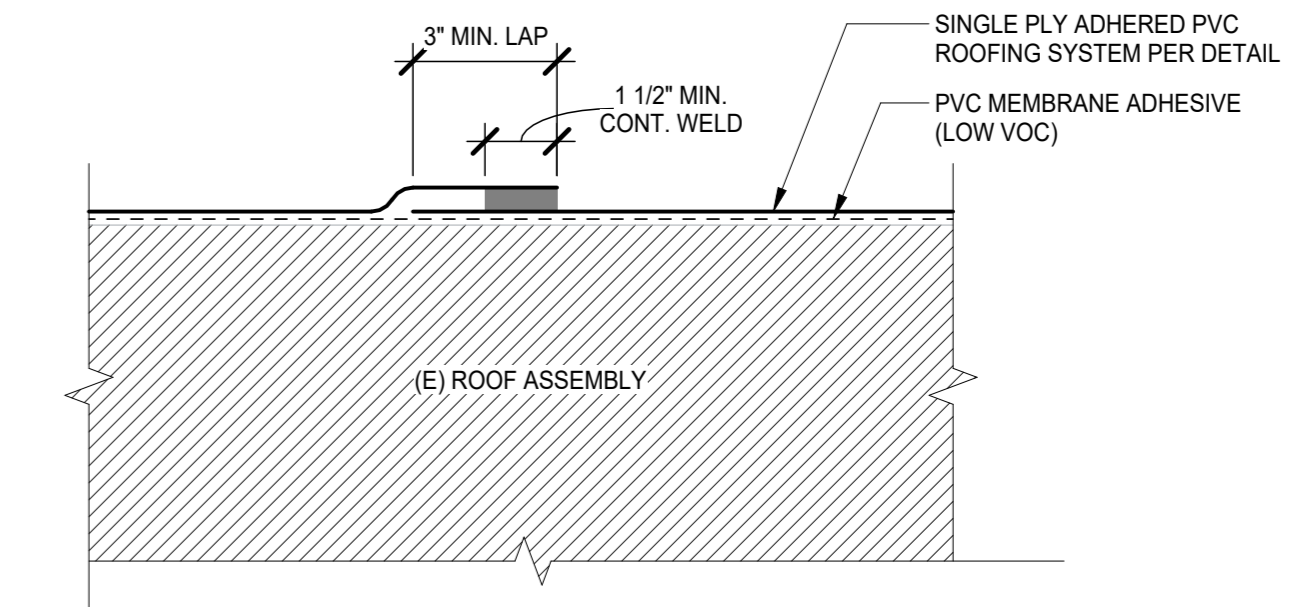 3" MIN. LAP
1 1/2" MIN.
CONT. WELD
SINGLE PLY ADHERED PVC
ROOFING SYSTEM PER DETAIL
PVC MEMBRANE ADHESIVE
(LOW VOC)
(E) ROOF ASSEMBLY